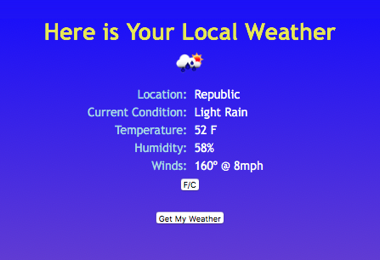 Here is Your Local Weather
Location: Republic
Current Condition: Light Rain
Temperature: 52 F
Humidity: 58%
Winds: 160° @ 8mph
F/C
Get My Weather